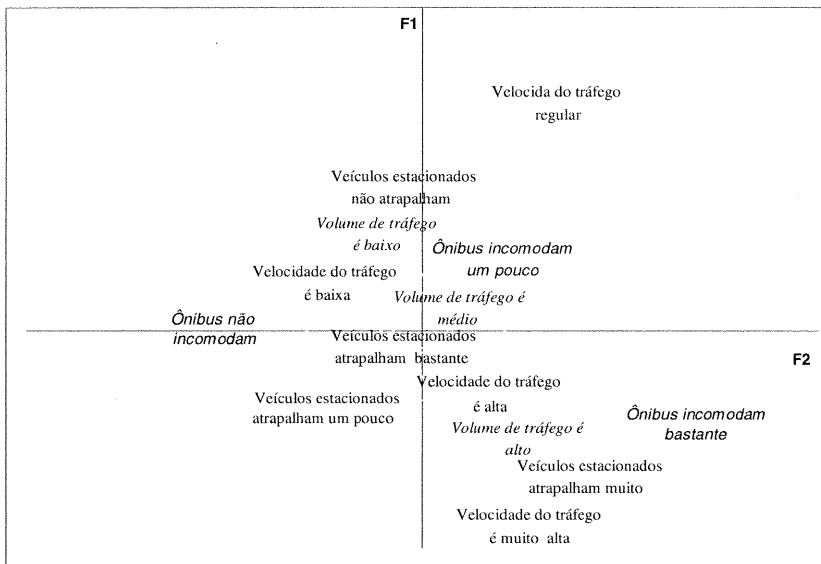 F1
Velocida do tráfego
regular
Veículos estacionados
não atrapalham
Volume de tráfego
é baixo
Ônibus incomodam
um pouco
Velocidade do tráfego
é baixa
Volume de tráfego é
médio
Ônibus não
incomodam
Veículos estacionados
atrapalham bastante
F2
Velocidade do tráfego
é alta
Veículos estacionados
atrapalham um pouco
Ônibus incomodam
bastante
Volume de tráfego é
alto
Veículos estacionados
atrapalham muito
Velocidade do tráfego
é muito alta